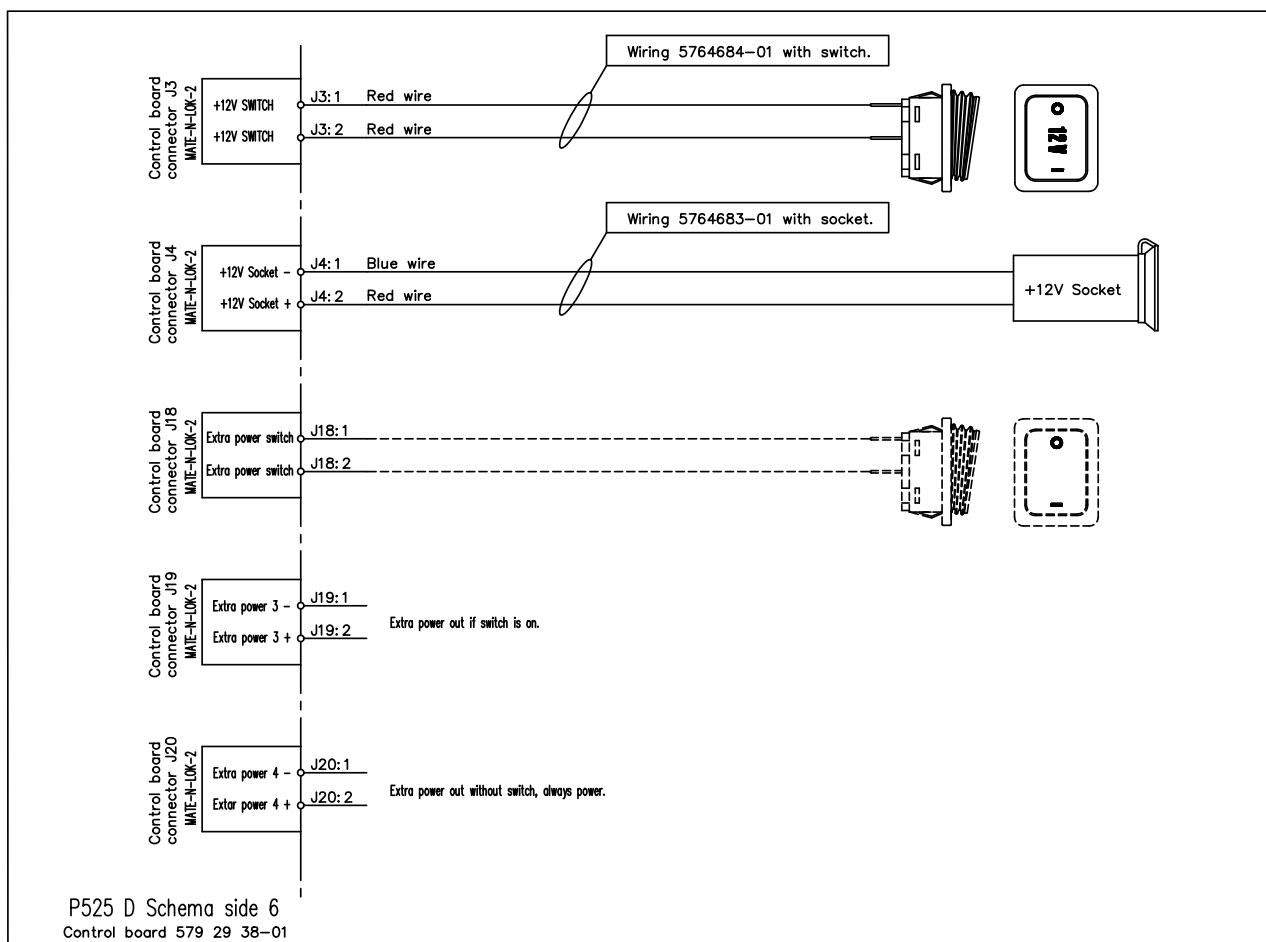 Wiring 5764684-01 with switch.
Control board
connector J3
MATE-N-LOK-2
+12V SWITCH
J3:1
Red wire
+12V SWITCH
J3:2
Red wire
12V
Wiring 5764683-01 with socket.
Control board
connector J4
MATE-N-LOK-2
+12V Socket -
J4:1
Blue wire
+12V Socket +
J4:2
Red wire
+12V Socket
Control board
connector J18
MATE-N-LOK-2
Extra power switch
J18:1
Extra power switch
J18:2
Control board
connector J19
MATE-N-LOK-2
Extra power 3 -
J19:1
Extra power 3 +
J19:2
Extra power out if switch is on.
Control board
connector J20
MATE-N-LOK-2
Extra power 4 -
J20:1
Extar power 4 +
J20:2
Extra power out without switch, always power.
P525 D Schema side 6
Control board 579 29 38-01